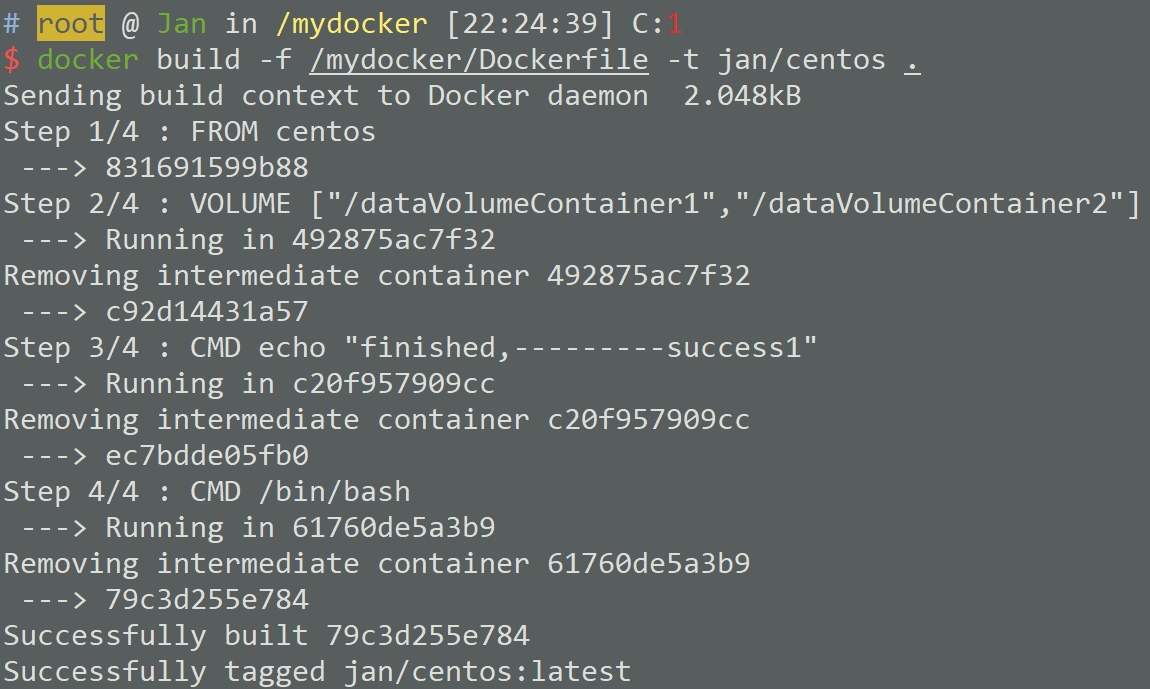 # root @ Jan in /mydocker [22:24:39] C:1
$ docker build -f /mydocker/Dockerfile -t jan/centos .
Sending build context to Docker daemon  2.048kB
Step 1/4 : FROM centos
 ---> 831691599b88
Step 2/4 : VOLUME ["/dataVolumeContainer1","/dataVolumeContainer2"]
 ---> Running in 492875ac7f32
Removing intermediate container 492875ac7f32
 ---> c92d14431a57
Step 3/4 : CMD echo "finished,---------success1"
 ---> Running in c20f957909cc
Removing intermediate container c20f957909cc
 ---> ec7bdde05fb0
Step 4/4 : CMD /bin/bash
 ---> Running in 61760de5a3b9
Removing intermediate container 61760de5a3b9
 ---> 79c3d255e784
Successfully built 79c3d255e784
Successfully tagged jan/centos:latest